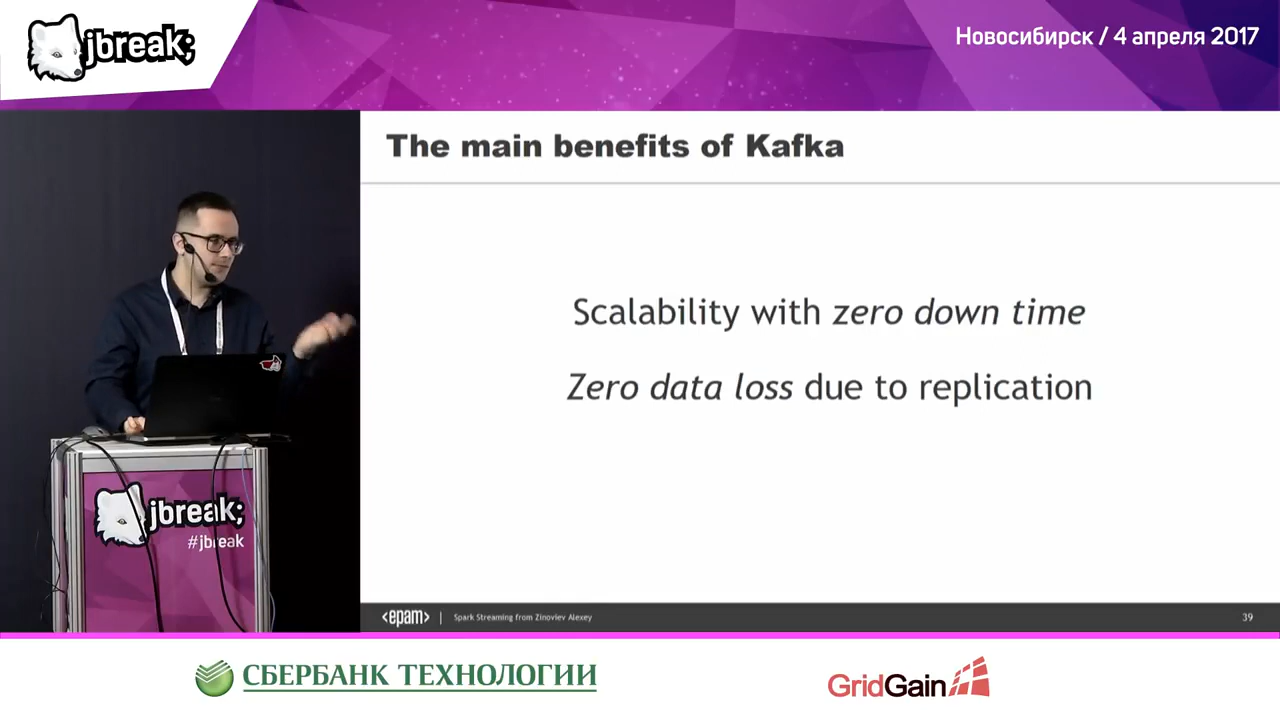 jbreak;
Новосибирск / 4 апреля 2017
The main benefits of Kafka
Scalability with zero down time
Zero data loss due to replication
jbreak;
#jbreak
<epam>
Spark Streaming from Zinoviev Alexey
39
СБЕРБАНК ТЕХНОЛОГИИ
GridGain